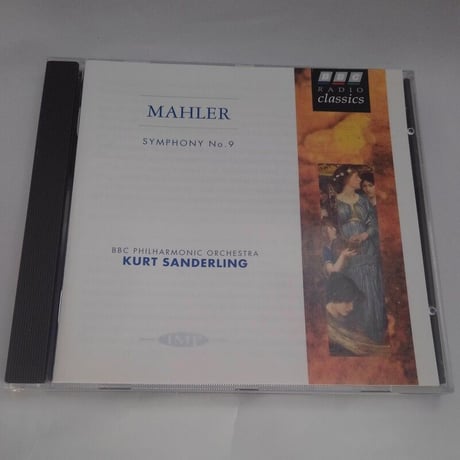 BBC
RADIO
classics
MAHLER
SYMPHONY No.9
BBC PHILHARMONIC ORCHESTRA
KURT SANDERLING
IMP